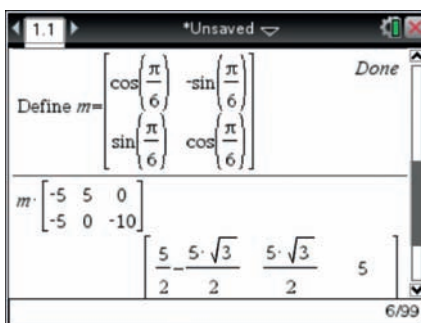 1.1 *Unsaved
Define m=[cos(π/6) -sin(π/6)
sin(π/6) cos(π/6)] Done
m·[-5 5 0
-5 0 -10]
[5/2-5·√3/2 5·√3/2 5
6/99